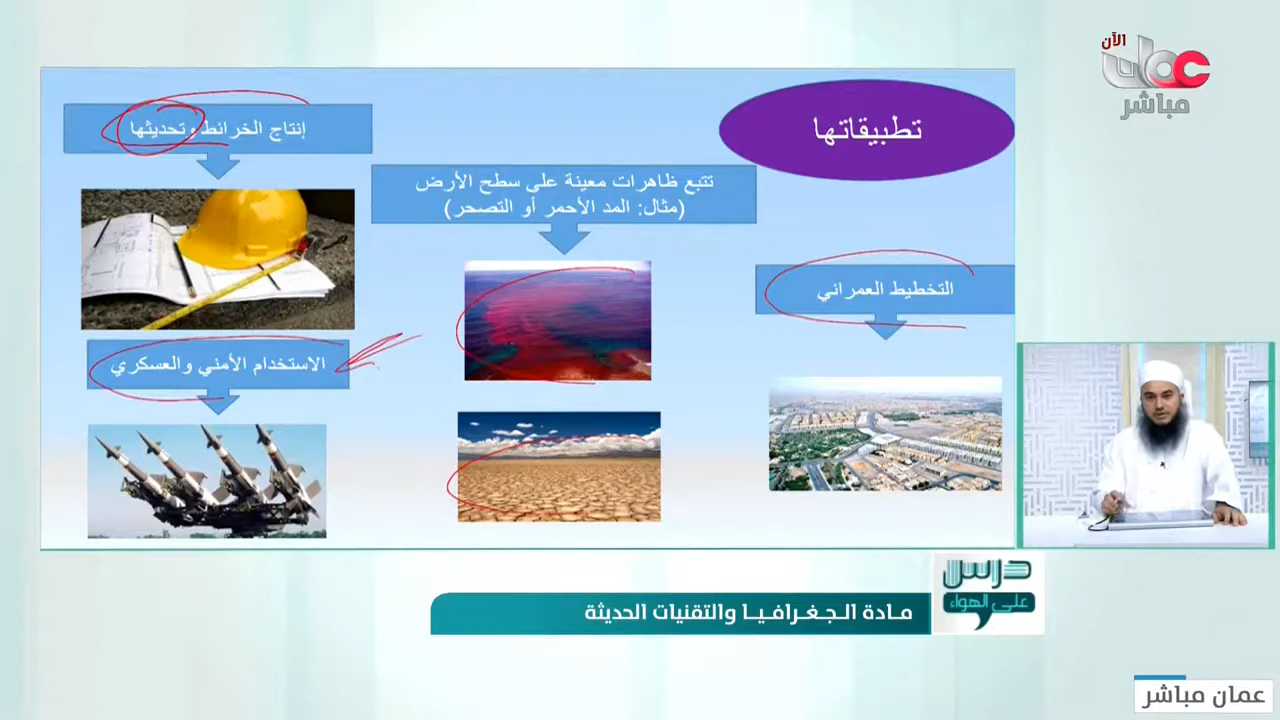 الآن
عمان
مباشر
تطبيقاتها
إنتاج الخرائط وتحديثها
تتبع ظاهرات معينة على سطح الأرض
(مثال: المد الأحمر أو التصحر)
التخطيط العمراني
الاستخدام الأمني والعسكري
درس
على الهواء
مادة الجغرافيا والتقنيات الحديثة
عمان مباشر